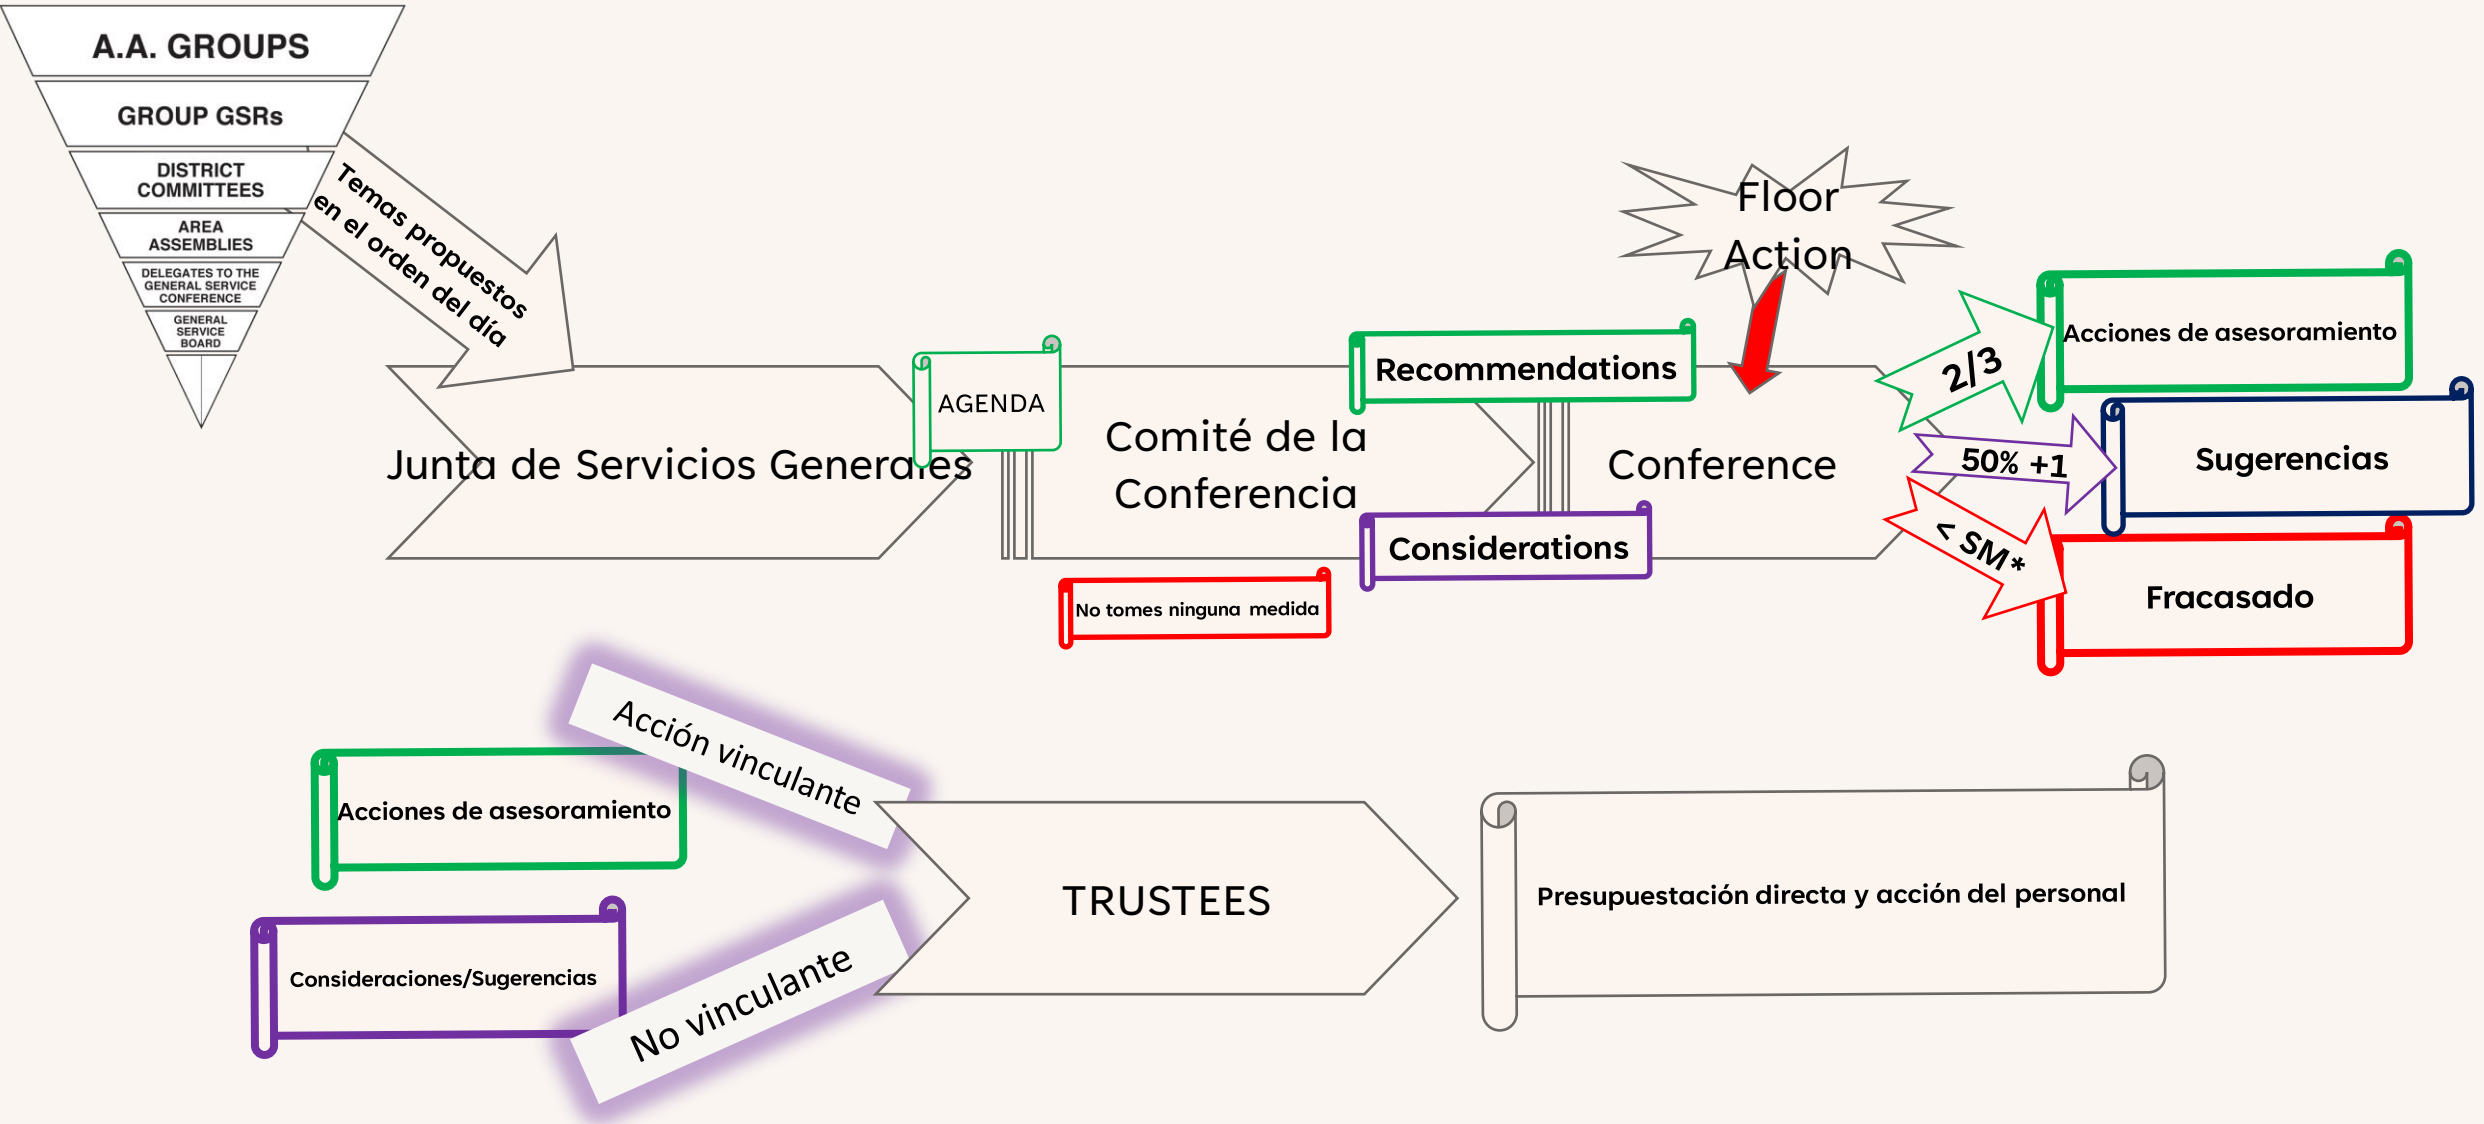 A.A. GROUPS
GROUP GSRs
DISTRICT
COMMITTEES
AREA
ASSEMBLIES
DELEGATES TO THE
GENERAL SERVICE
CONFERENCE
GENERAL
SERVICE
BOARD
Temas propuestos
en el orden del día
Junta de Servicios Generales
AGENDA
Comité de la
Conferencia
Recommendations
Considerations
No tomes ninguna medida
Floor
Action
Conference
2/3
Acciones de asesoramiento
50% +1
Sugerencias
< SM*
Fracasado
Acciones de asesoramiento
Acción vinculante
Consideraciones/Sugerencias
No vinculante
TRUSTEES
Presupuestación directa y acción del personal